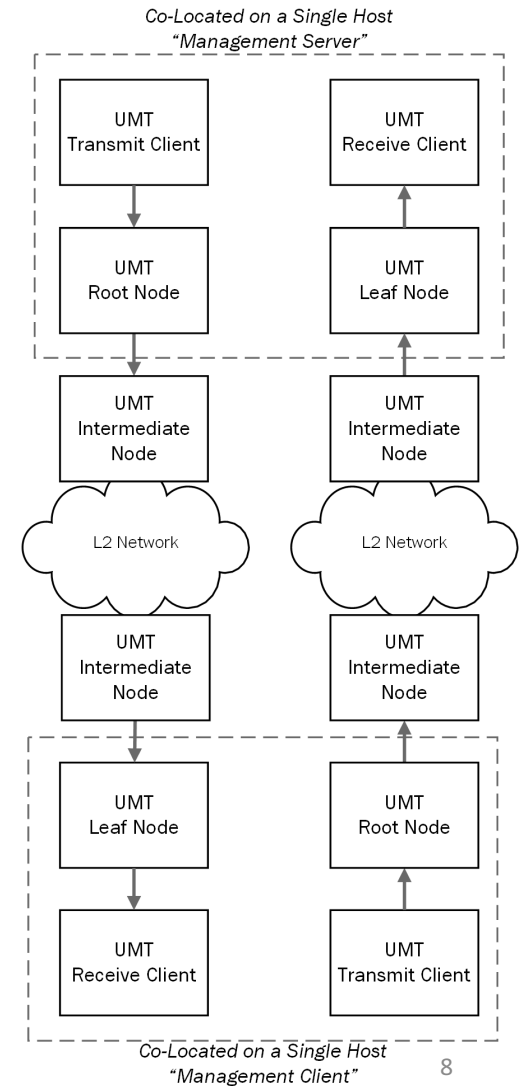 Co-Located on a Single Host
“Management Server”
UMT
Transmit Client
UMT
Receive Client
UMT
Root Node
UMT
Leaf Node
UMT
Intermediate
Node
UMT
Intermediate
Node
L2 Network
L2 Network
UMT
Intermediate
Node
UMT
Intermediate
Node
UMT
Leaf Node
UMT
Root Node
UMT
Receive Client
UMT
Transmit Client
Co-Located on a Single Host
“Management Client”
8